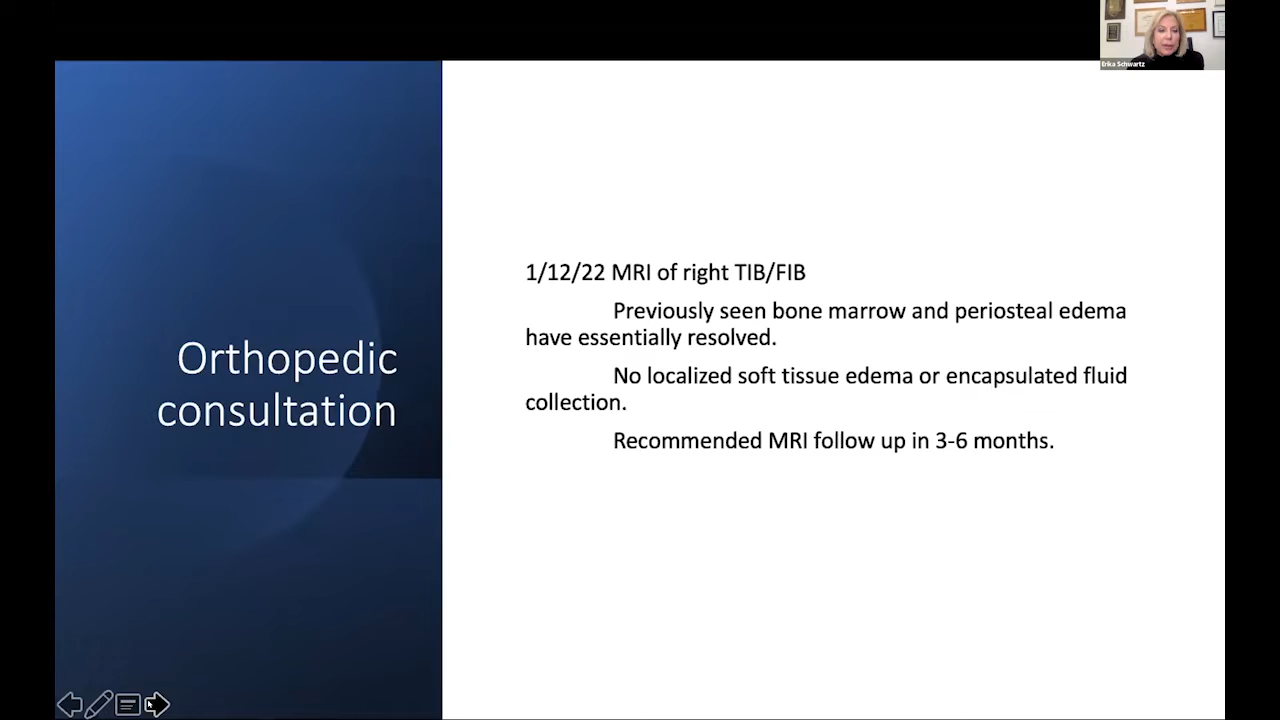 Erika Schwartz
Orthopedic
consultation
1/12/22 MRI of right TIB/FIB
Previously seen bone marrow and periosteal edema
have essentially resolved.
No localized soft tissue edema or encapsulated fluid
collection.
Recommended MRI follow up in 3-6 months.